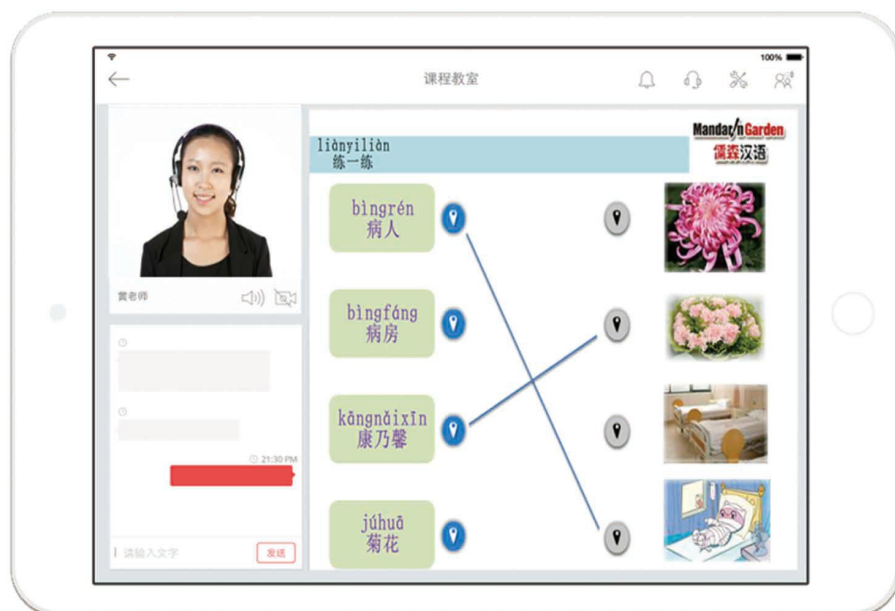 100%
课程教室
Mandarin Garden
儒森汉语
liànyiliàn
练一练
bìngrén
病人
黄老师
bìngfáng
病房
kāngnǎixīn
康乃馨
21:30 PM
júhuā
菊花
请输入文字
发送